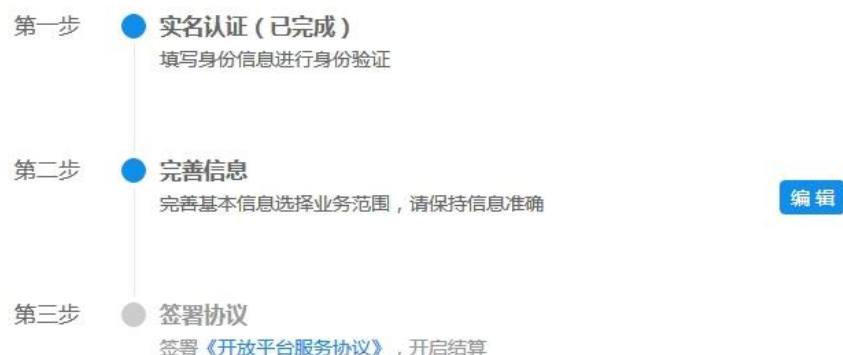 第一步 实名认证（已完成）
填写身份信息进行身份验证
第二步 完善信息
完善基本信息选择业务范围，请保持信息准确
编 辑
第三步 签署协议
签署《开放平台服务协议》，开启结算